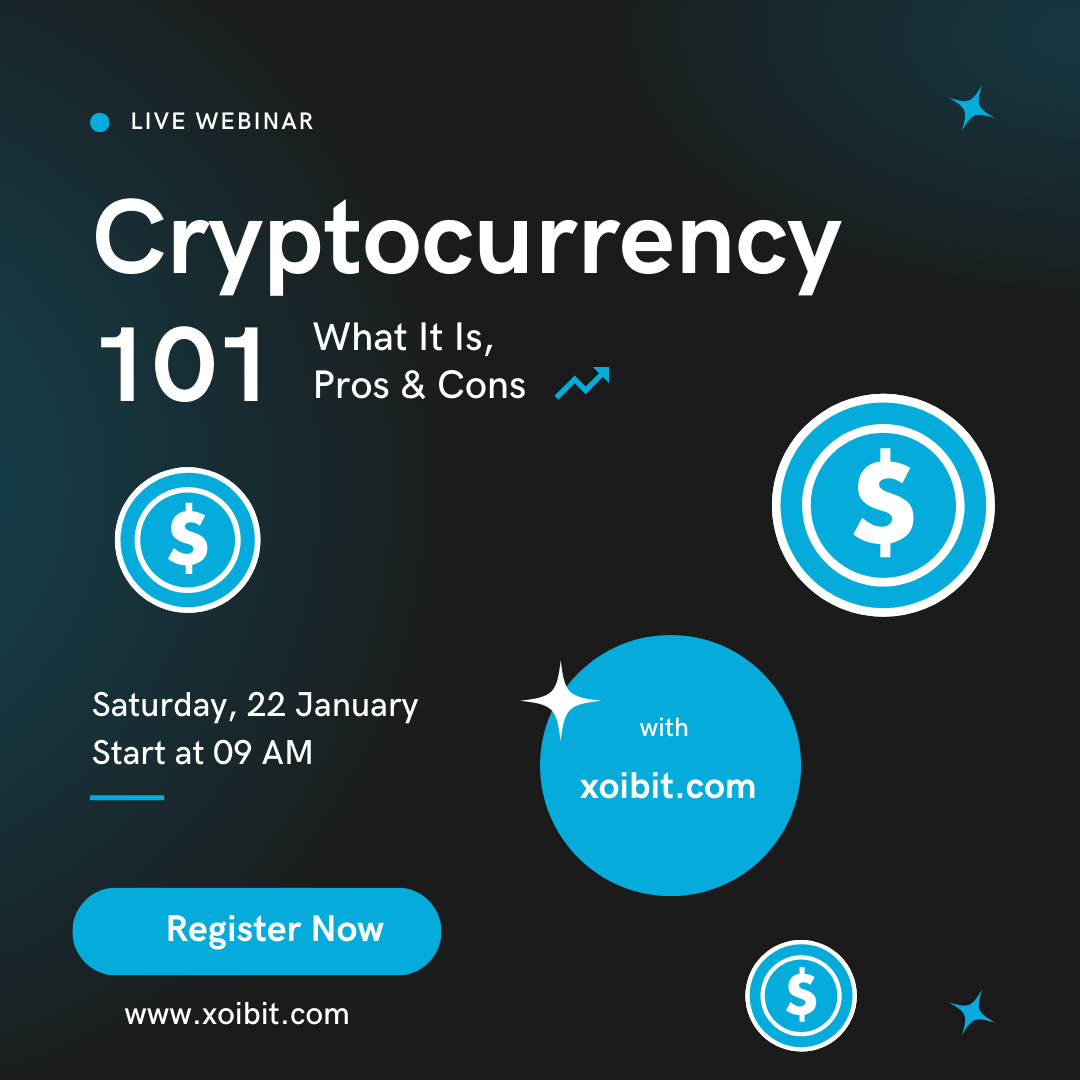 LIVE WEBINAR
Cryptocurrency
101
What It Is,
Pros & Cons
$
$
Saturday, 22 January
Start at 09 AM
with
xoibit.com
Register Now
www.xoibit.com
$